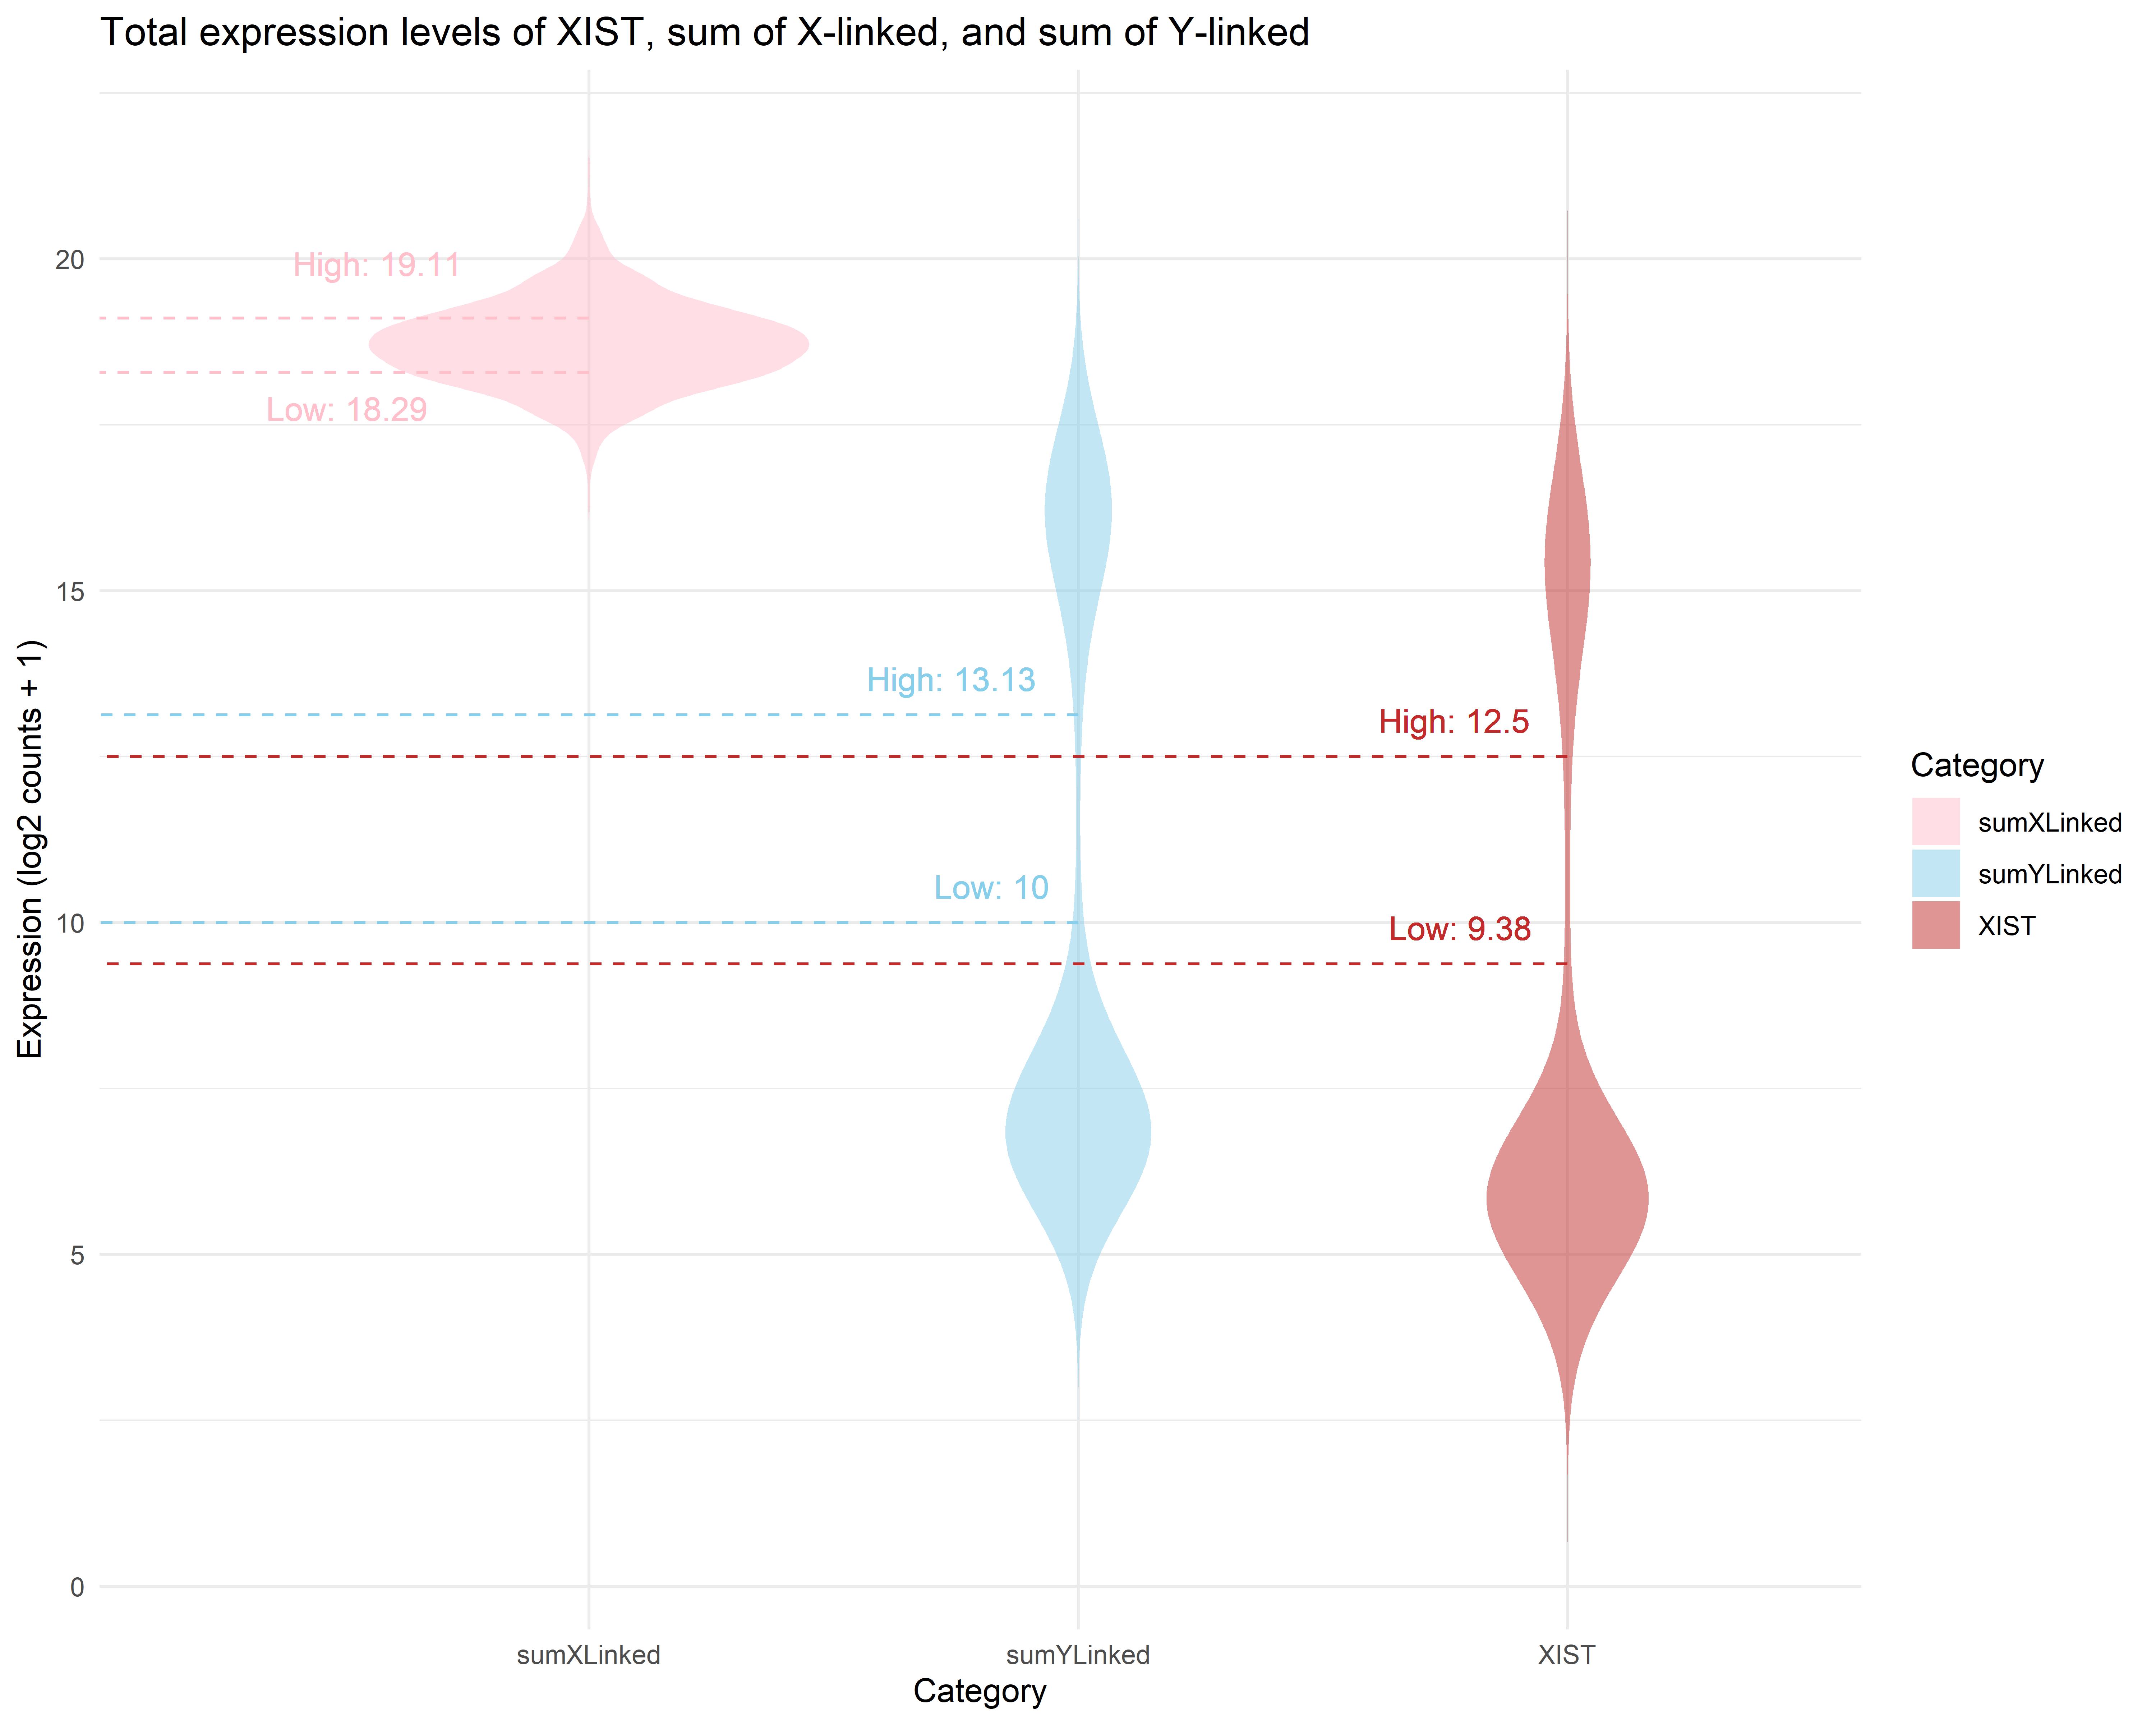 Total expression levels of XIST, sum of X-linked, and sum of Y-linked
Expression (log2 counts + 1)
20
15
10
5
0
High: 19.11
Low: 18.29
High: 13.13
Low: 10
High: 12.5
Low: 9.38
sumXLinked
sumYLinked
XIST
Category
Category
sumXLinked
sumYLinked
XIST